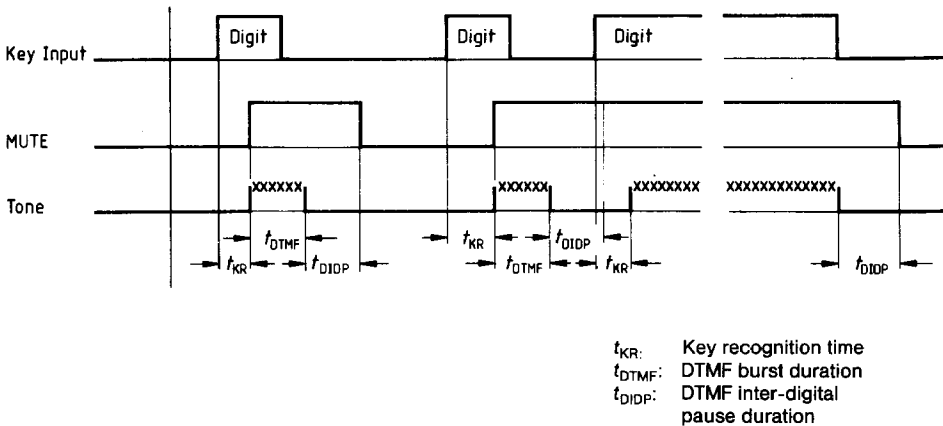 Digit Digit Digit
Key Input
MUTE
XXXXXX XXXXXX XXXXXXXX XXXXXXXXXXXXX
Tone
tDTMF tKR tDIDP
tKR tDIDP tDTMF tKR tDIDP
tKR: Key recognition time
tDTMF: DTMF burst duration
tDIDP: DTMF inter-digital
pause duration